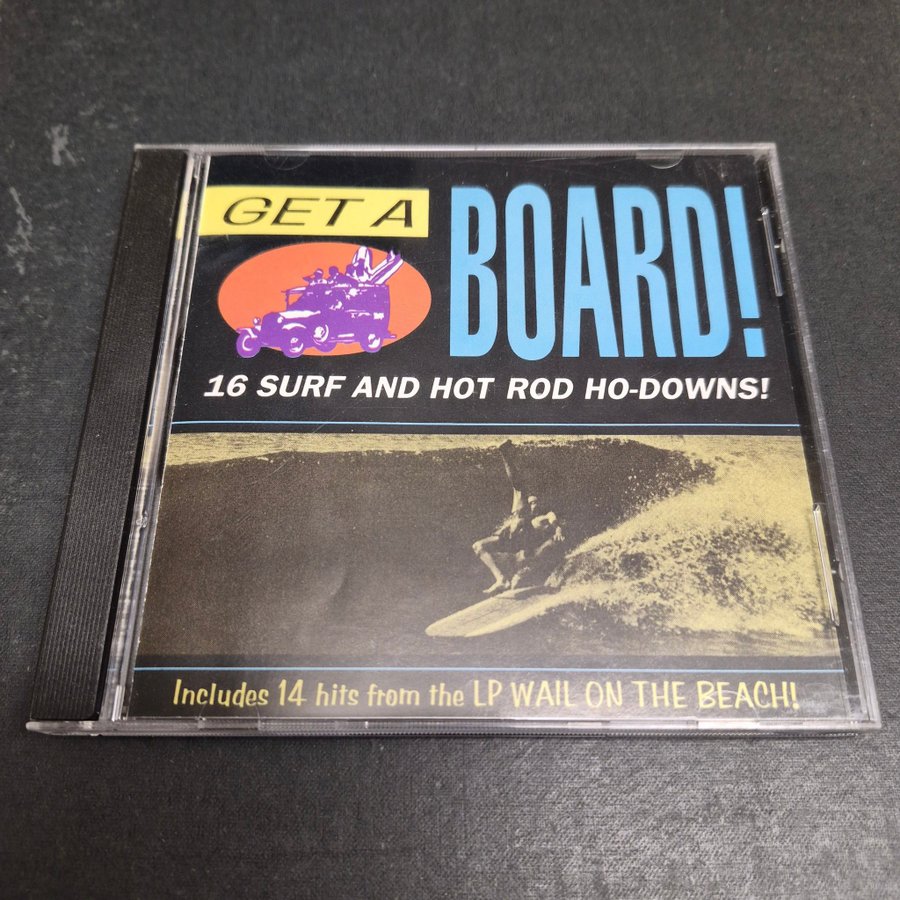 GET A
BOARD!
16 SURF AND HOT ROD HO-DOWNS!
Includes 14 hits from the LP WAIL ON THE BEACH!